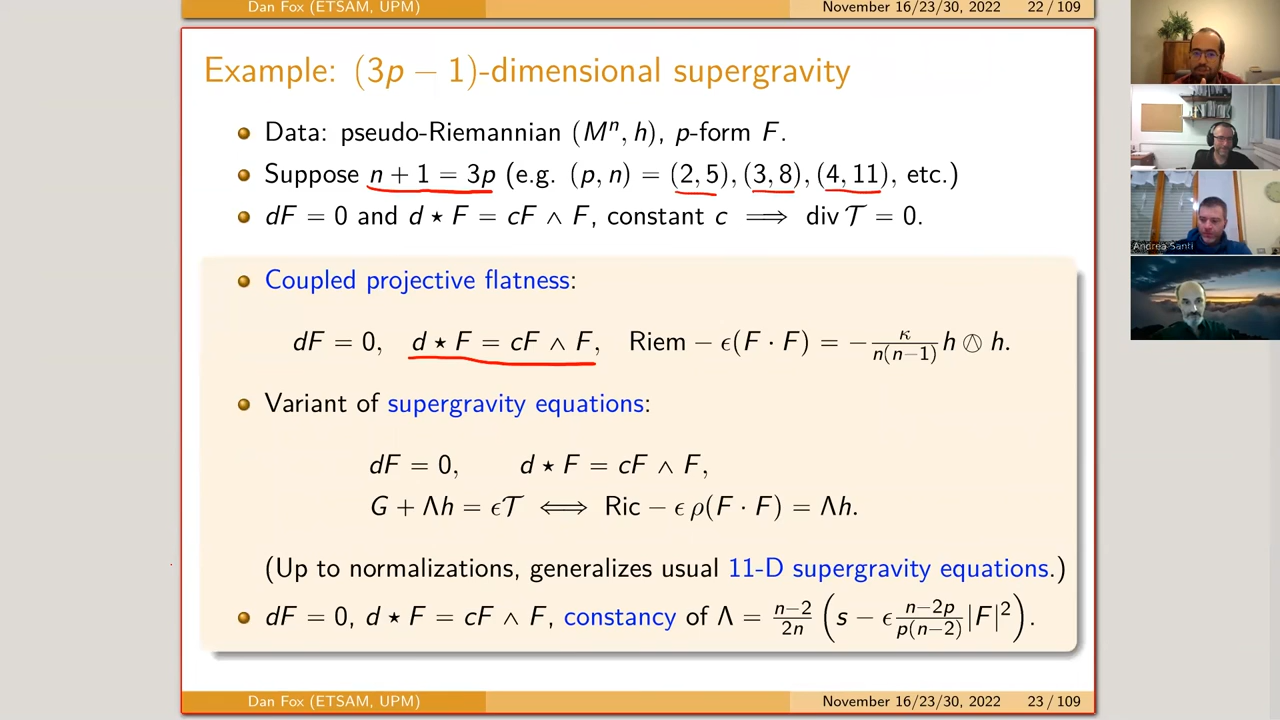 Dan Fox (ETSAM, UPM) November 16/23/30, 2022 22 / 109
Example: (3p − 1)-dimensional supergravity
Data: pseudo-Riemannian (Mⁿ, h), p-form F.
Suppose n + 1 = 3p (e.g. (p, n) = (2, 5), (3, 8), (4, 11), etc.)
dF = 0 and d ⋆ F = cF ∧ F, constant c ⟹ div 𝒯 = 0.
Coupled projective flatness:
dF = 0, d ⋆ F = cF ∧ F, Riem − ϵ(F · F) = − κ/n(n−1) h ⊘ h.
Variant of supergravity equations:
dF = 0, d ⋆ F = cF ∧ F,
G + Λh = ϵ𝒯 ⟺ Ric − ϵ ρ(F · F) = Λh.
(Up to normalizations, generalizes usual 11-D supergravity equations.)
dF = 0, d ⋆ F = cF ∧ F, constancy of Λ = n−2/2n (s − ϵ n−2p/p(n−2) |F|²).
Dan Fox (ETSAM, UPM) November 16/23/30, 2022 23 / 109
Andrea Santi